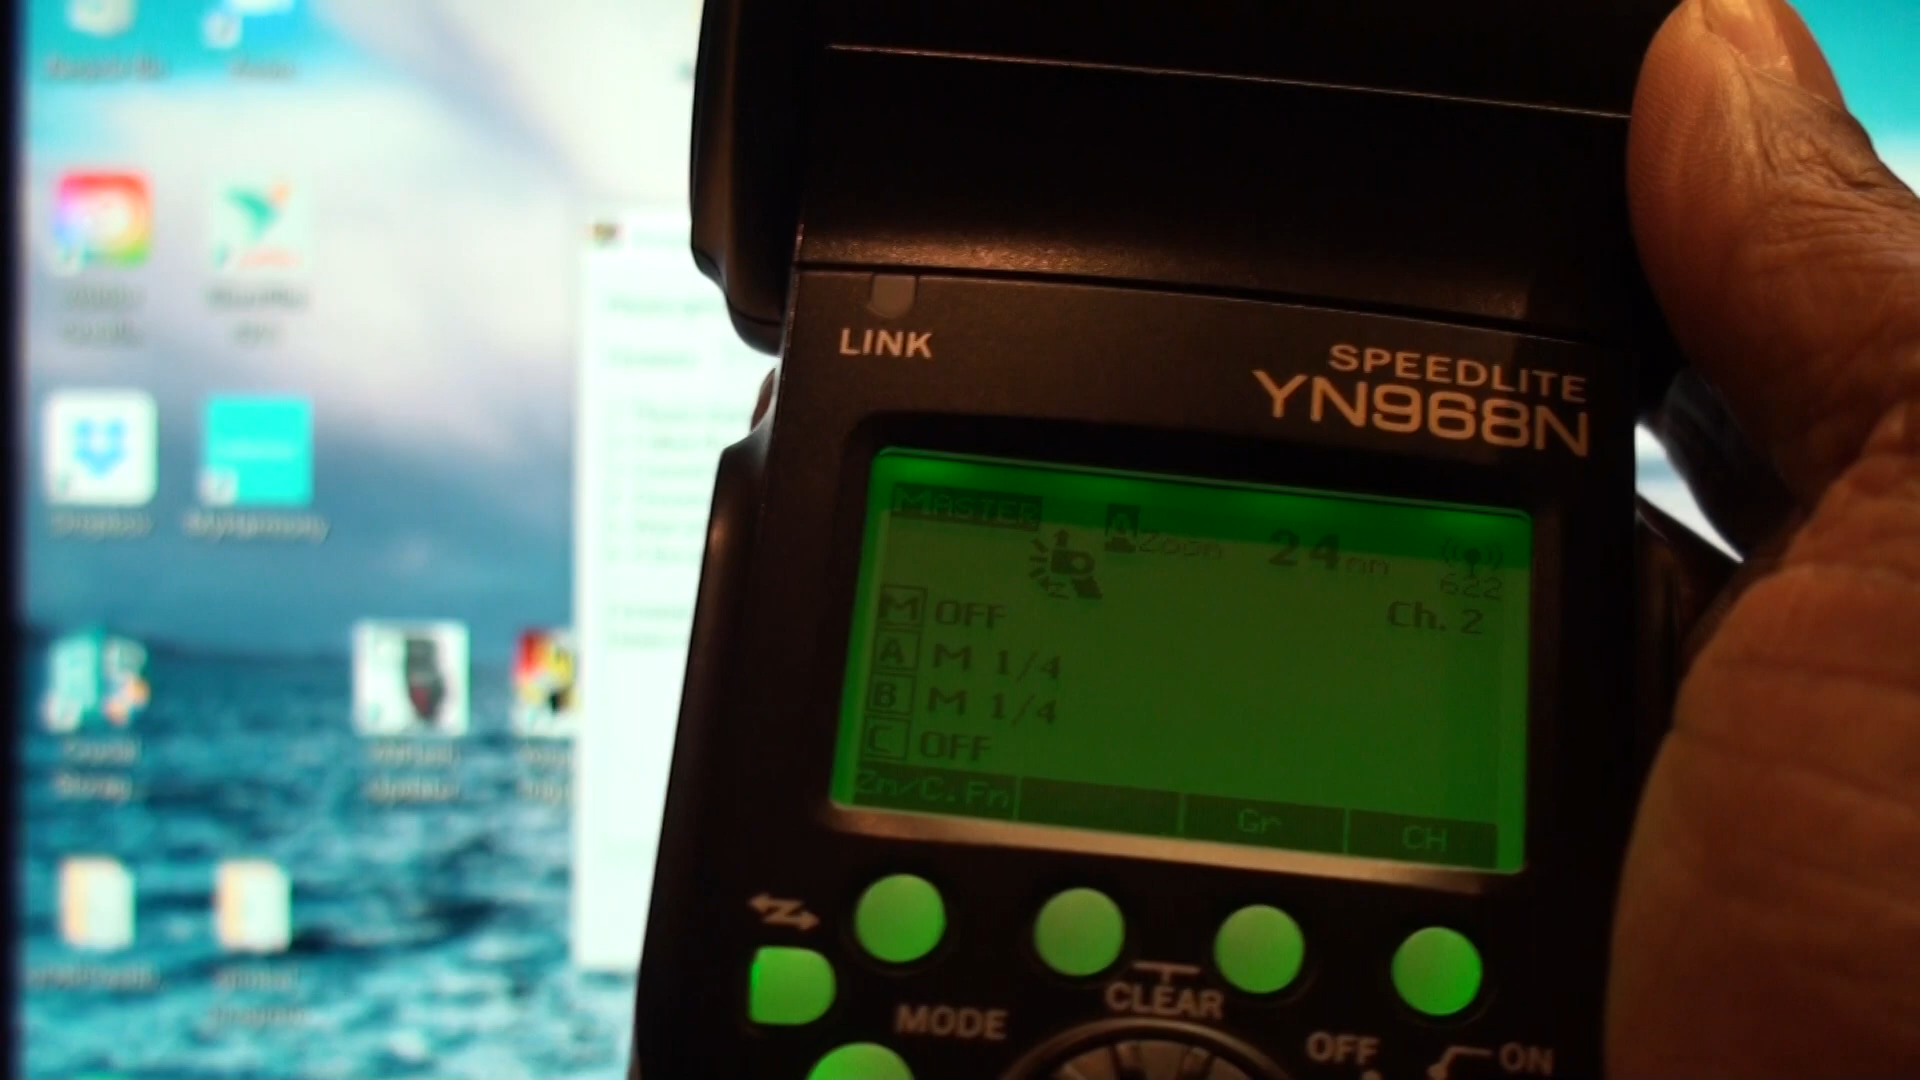 LINK
SPEEDLITE
YN968N
MASTER A Zoom 24mm
622
M OFF Ch. 2
A M 1/4
B M 1/4
C OFF
Zm/C.Fn Gr CH
MODE CLEAR OFF ON
Dropbox